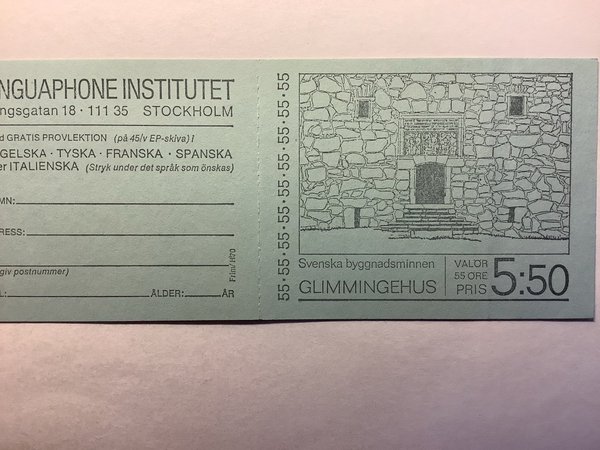 NGUAPHONE INSTITUTET
ngsgatan 18 · 111 35 STOCKHOLM
d GRATIS PROVLEKTION (på 45/v EP-skiva)!
GELSKA · TYSKA · FRANSKA · SPANSKA
er ITALIENSKA (Stryk under det språk som önskas)
MN:
RESS:
giv postnummer)
L: ÅLDER: ÅR
55·55·55·55·55·55·55·55·55·55
Svenska byggnadsminnen
GLIMMINGEHUS
VALÖR
55 ÖRE
PRIS
5:50